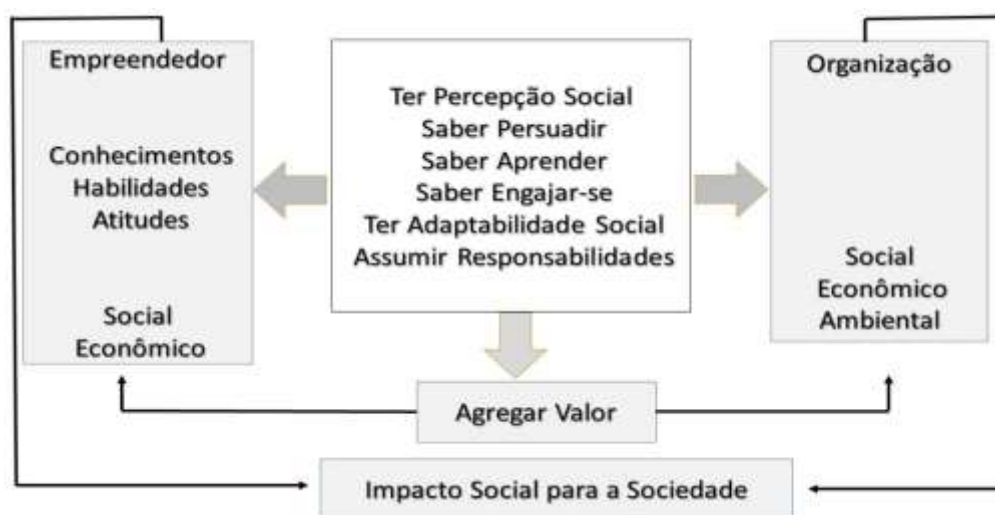 Empreendedor
Conhecimentos
Habilidades
Atitudes
Social
Econômico
Ter Percepção Social
Saber Persuadir
Saber Aprender
Saber Engajar-se
Ter Adaptabilidade Social
Assumir Responsabilidades
Organização
Social
Econômico
Ambiental
Agregar Valor
Impacto Social para a Sociedade